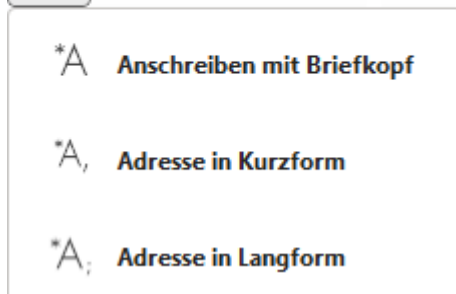 *A Anschreiben mit Briefkopf
*A, Adresse in Kurzform
*A; Adresse in Langform